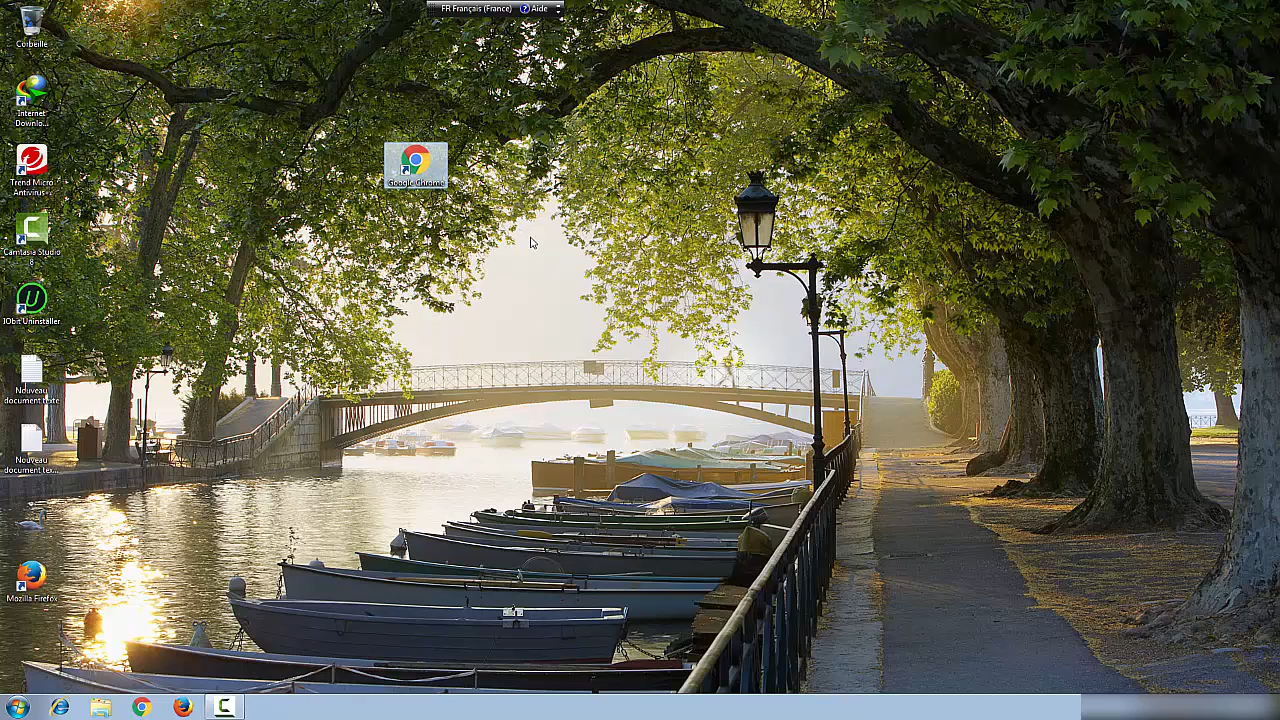 FR Français (France)
Aide
Corbeille
Internet
Downlo...
Trend Micro
Antivirus+
Google Chrome
Camtasia Studio
8
IObit Uninstaller
Nouveau
document texte
Nouveau
document tex...
Mozilla Firefox